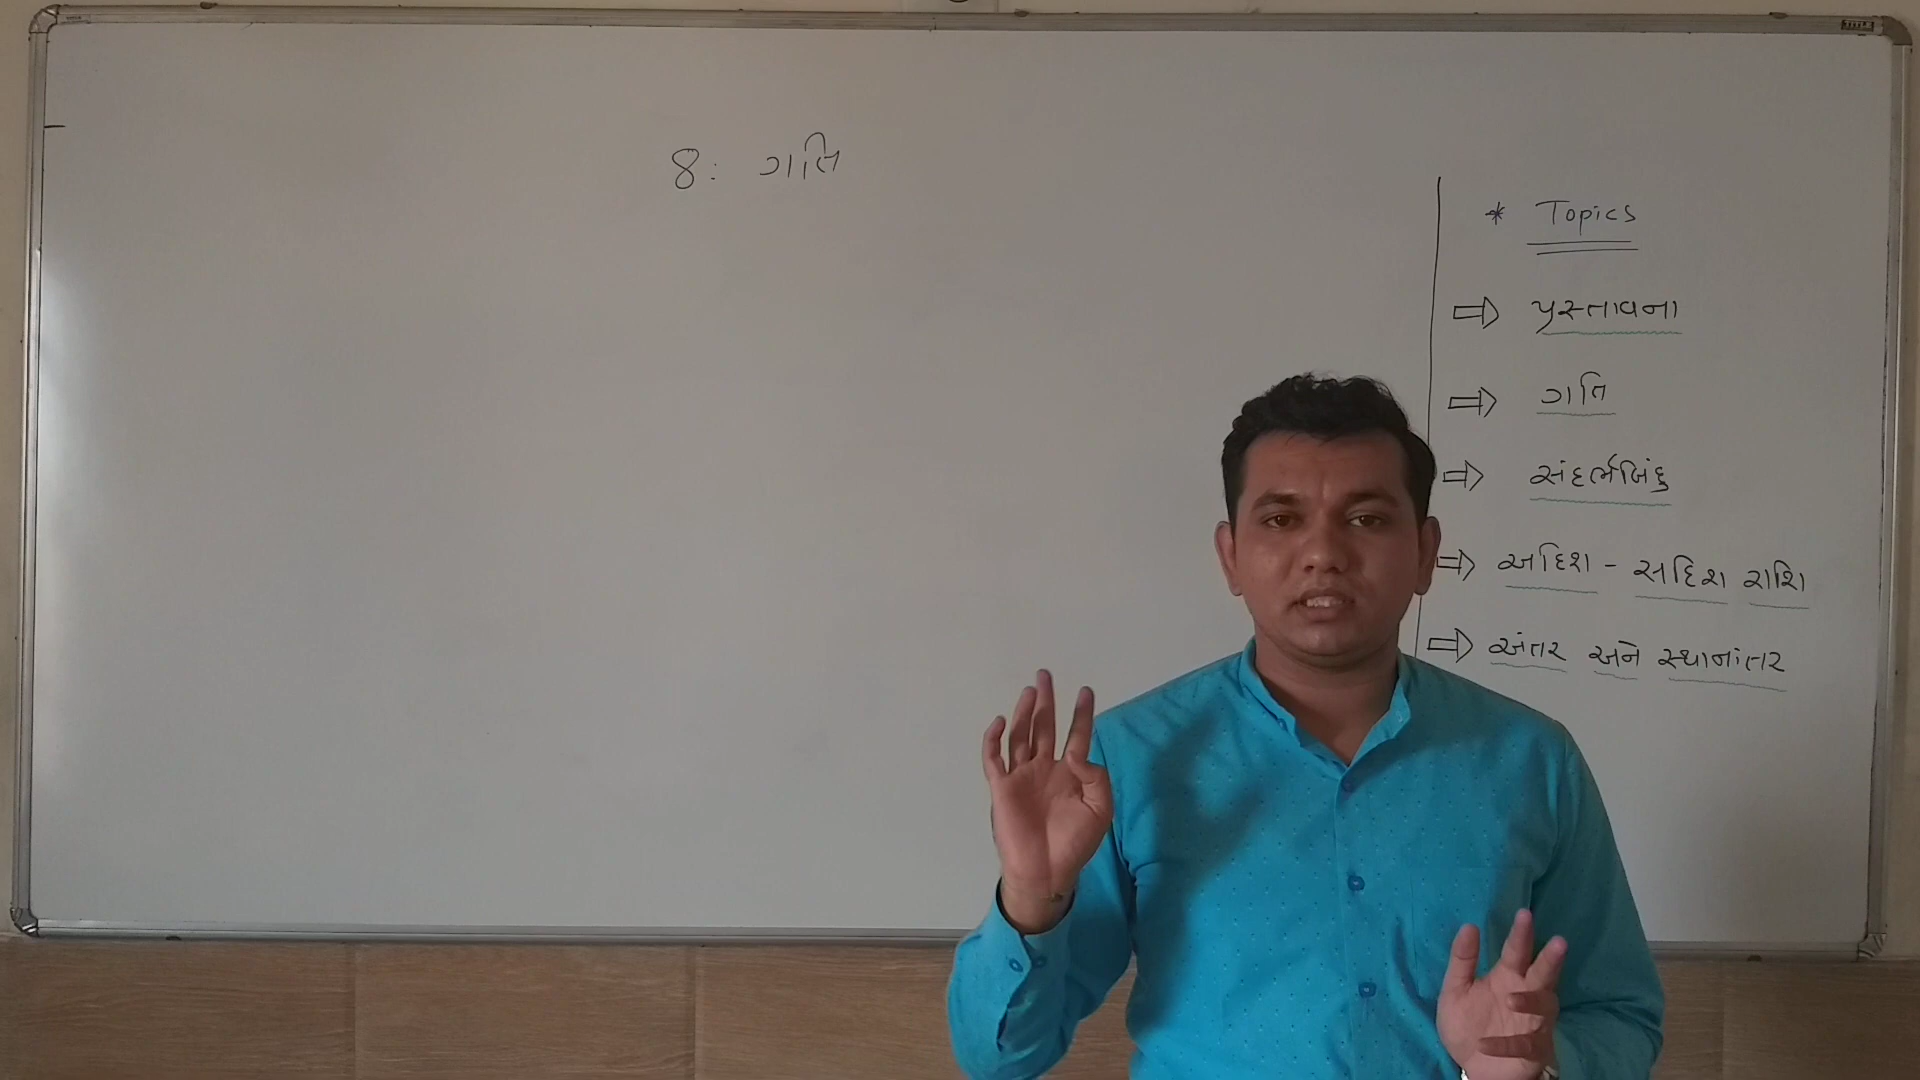 8: ગતિ
* Topics
⇨ પ્રસ્તાવના
⇨ ગતિ
⇨ સંદર્ભબિંદુ
⇨ અદિશ - સદિશ રાશિ
⇨ અંતર અને સ્થાનાંતર